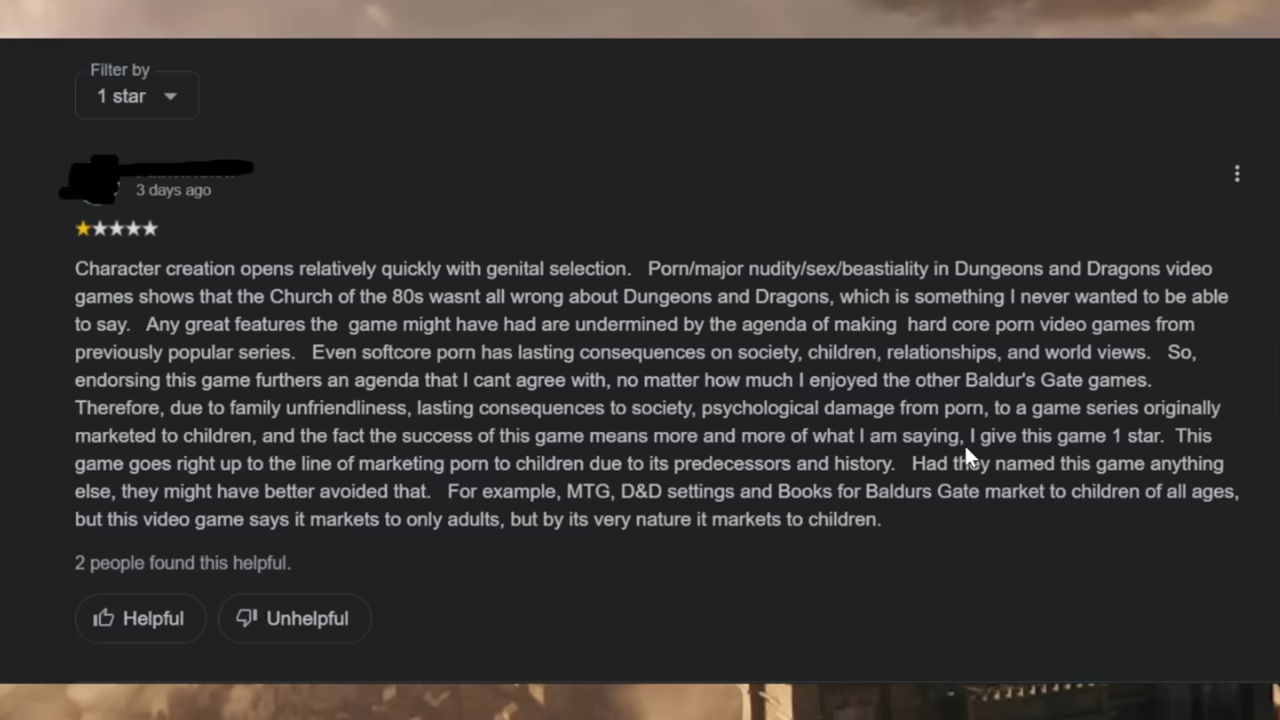 Filter by
1 star
3 days ago
Character creation opens relatively quickly with genital selection. Porn/major nudity/sex/beastiality in Dungeons and Dragons video
games shows that the Church of the 80s wasnt all wrong about Dungeons and Dragons, which is something I never wanted to be able
to say. Any great features the game might have had are undermined by the agenda of making hard core porn video games from
previously popular series. Even softcore porn has lasting consequences on society, children, relationships, and world views. So,
endorsing this game furthers an agenda that I cant agree with, no matter how much I enjoyed the other Baldur's Gate games.
Therefore, due to family unfriendliness, lasting consequences to society, psychological damage from porn, to a game series originally
marketed to children, and the fact the success of this game means more and more of what I am saying, I give this game 1 star. This
game goes right up to the line of marketing porn to children due to its predecessors and history. Had they named this game anything
else, they might have better avoided that. For example, MTG, D&D settings and Books for Baldurs Gate market to children of all ages,
but this video game says it markets to only adults, but by its very nature it markets to children.
2 people found this helpful.
Helpful Unhelpful